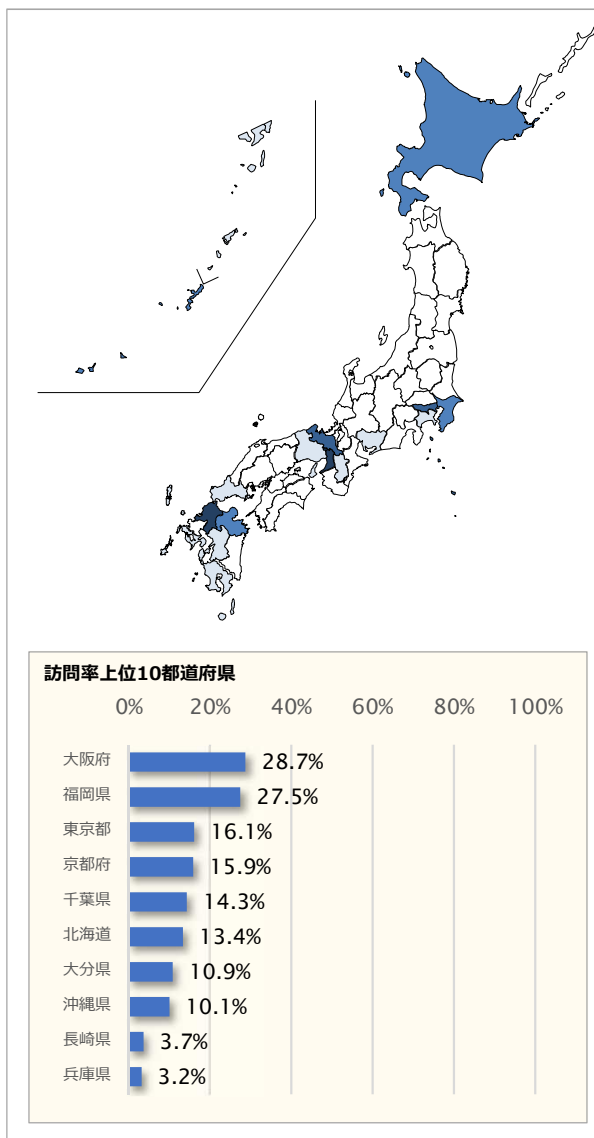 訪問率上位10都道府県
0% 20% 40% 60% 80% 100%
大阪府 28.7%
福岡県 27.5%
東京都 16.1%
京都府 15.9%
千葉県 14.3%
北海道 13.4%
大分県 10.9%
沖縄県 10.1%
長崎県 3.7%
兵庫県 3.2%